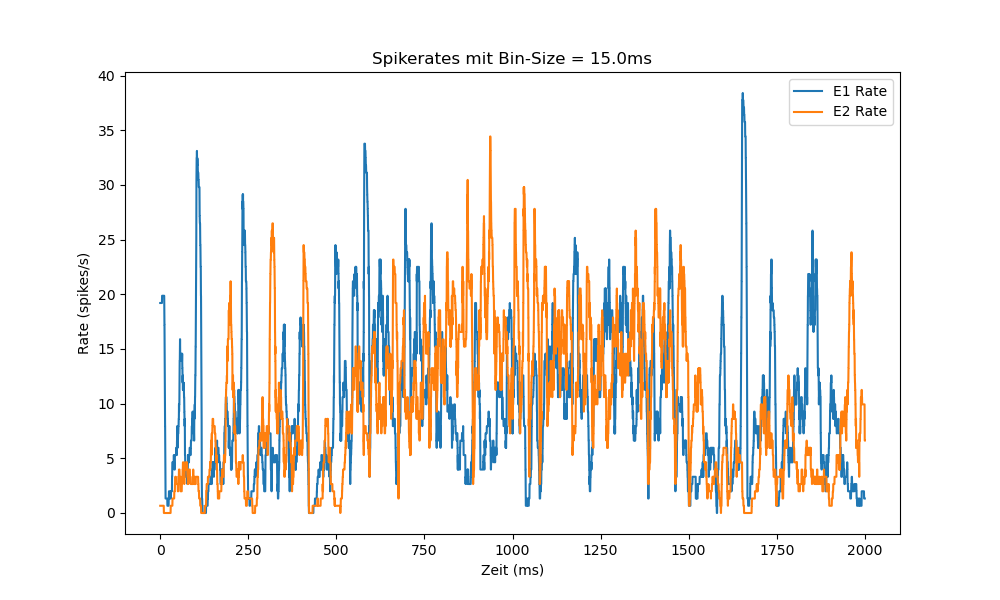 Spikerates mit Bin-Size = 15.0ms
E1 Rate
E2 Rate
Rate (spikes/s)
40
35
30
25
20
15
10
5
0
0 250 500 750 1000 1250 1500 1750 2000
Zeit (ms)